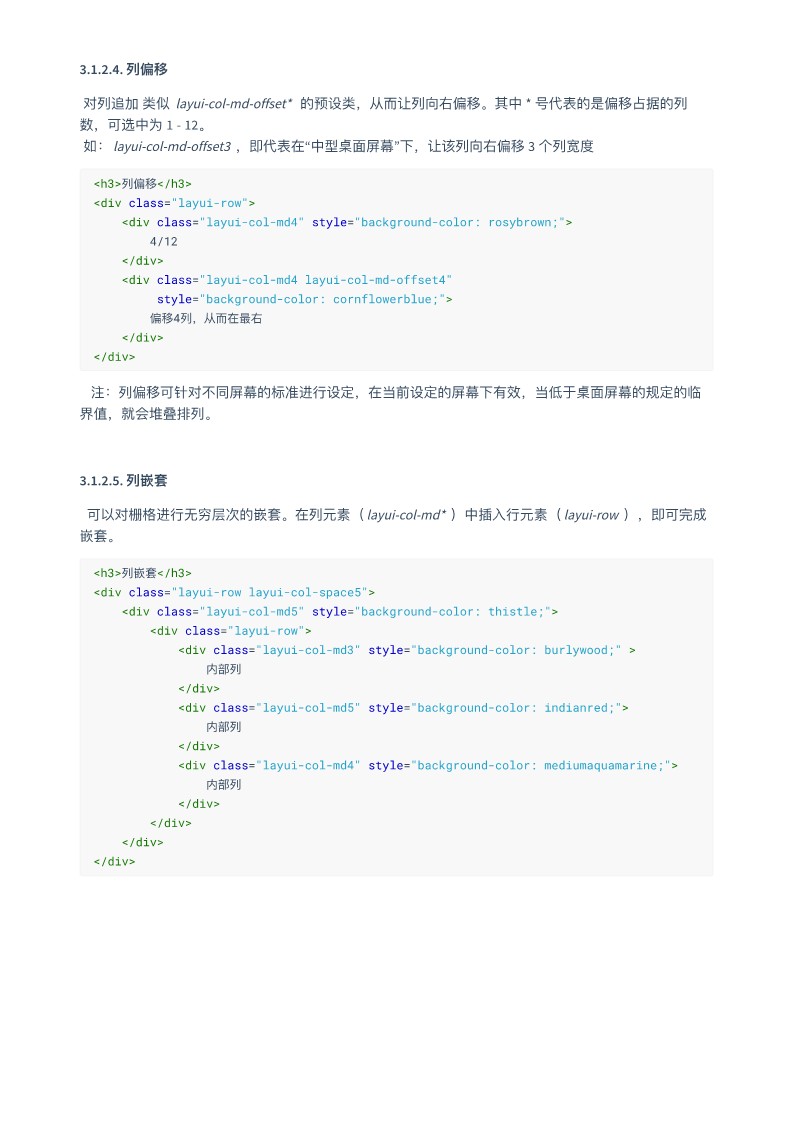 3.1.2.4. 列偏移
对列追加 类似 layui-col-md-offset* 的预设类，从而让列向右偏移。其中 * 号代表的是偏移占据的列
数，可选中为 1 - 12。
如： layui-col-md-offset3 ，即代表在“中型桌面屏幕”下，让该列向右偏移 3 个列宽度
<h3>列偏移</h3>
<div class="layui-row">
    <div class="layui-col-md4" style="background-color: rosybrown;">
        4/12
    </div>
    <div class="layui-col-md4 layui-col-md-offset4"
         style="background-color: cornflowerblue;">
        偏移4列，从而在最右
    </div>
</div>
注：列偏移可针对不同屏幕的标准进行设定，在当前设定的屏幕下有效，当低于桌面屏幕的规定的临
界值，就会堆叠排列。
3.1.2.5. 列嵌套
可以对栅格进行无穷层次的嵌套。在列元素（ layui-col-md* ）中插入行元素（ layui-row ），即可完成
嵌套。
<h3>列嵌套</h3>
<div class="layui-row layui-col-space5">
    <div class="layui-col-md5" style="background-color: thistle;">
        <div class="layui-row">
            <div class="layui-col-md3" style="background-color: burlywood;" >
                内部列
            </div>
            <div class="layui-col-md5" style="background-color: indianred;">
                内部列
            </div>
            <div class="layui-col-md4" style="background-color: mediumaquamarine;">
                内部列
            </div>
        </div>
    </div>
</div>